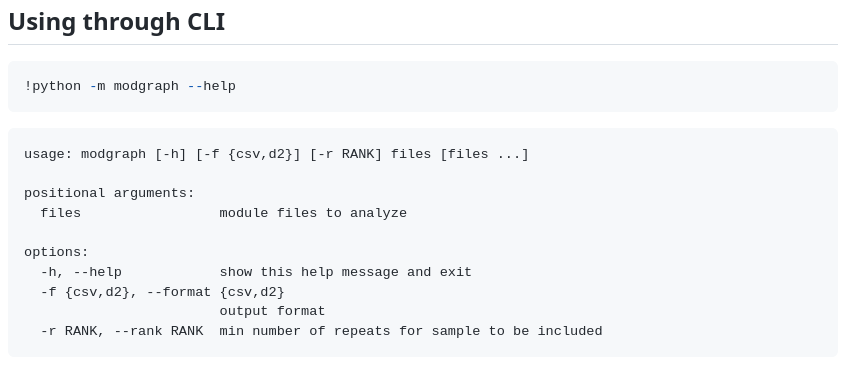 Using through CLI
!python -m modgraph --help
usage: modgraph [-h] [-f {csv,d2}] [-r RANK] files [files ...]
positional arguments:
  files                 module files to analyze
options:
  -h, --help            show this help message and exit
  -f {csv,d2}, --format {csv,d2}
                        output format
  -r RANK, --rank RANK  min number of repeats for sample to be included